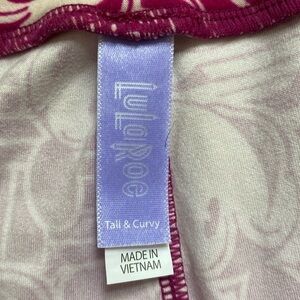 LuLaRoe
Tall & Curvy
MADE IN
VIETNAM